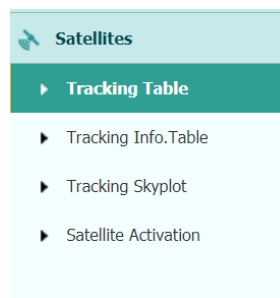 Satellites
Tracking Table
Tracking Info.Table
Tracking Skyplot
Satellite Activation